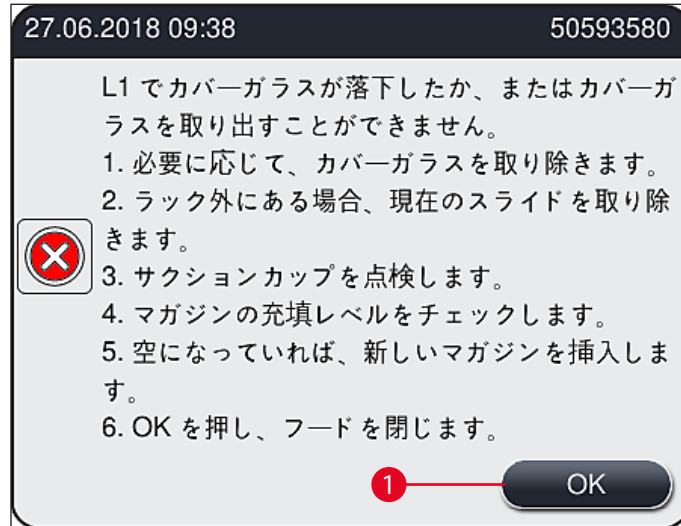 27.06.2018 09:38 50593580
L1 でカバーガラスが落下したか、またはカバーガ
ラスを取り出すことができません。
1. 必要に応じて、カバーガラスを取り除きます。
2. ラック外にある場合、現在のスライドを取り除
きます。
3. サクションカップを点検します。
4. マガジンの充填レベルをチェックします。
5. 空になっていれば、新しいマガジンを挿入しま
す。
6. OK を押し、フードを閉じます。
1 OK